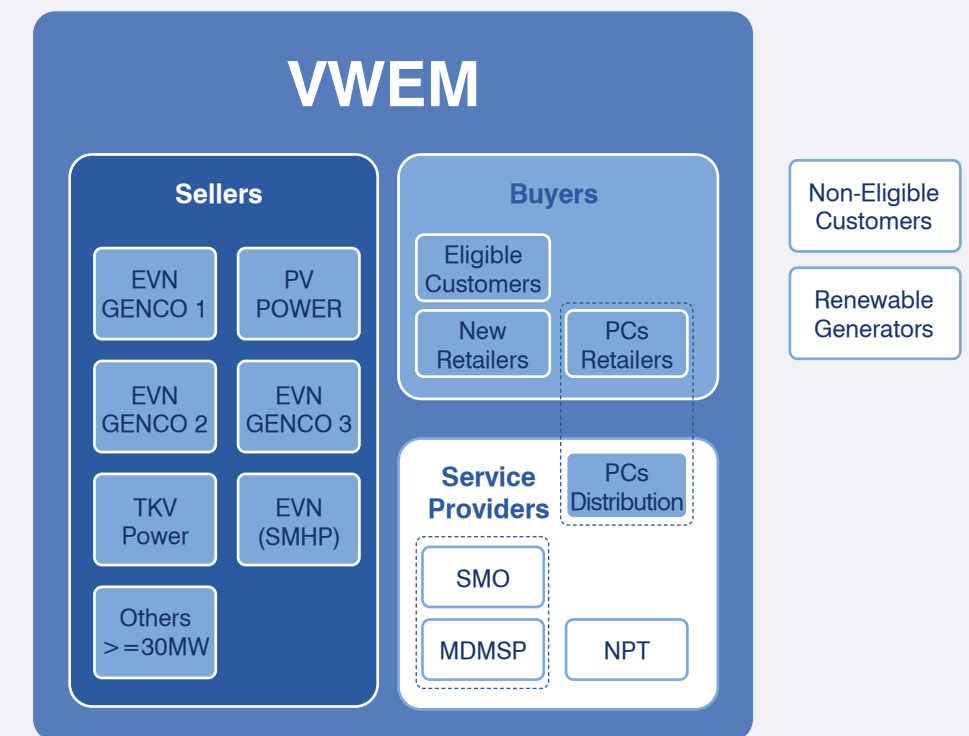 VWEM
Sellers
EVN
GENCO 1
PV
POWER
EVN
GENCO 2
EVN
GENCO 3
TKV
Power
EVN
(SMHP)
Others
>=30MW
Buyers
Eligible
Customers
New
Retailers
PCs
Retailers
Service
Providers
PCs
Distribution
SMO
MDMSP
NPT
Non-Eligible
Customers
Renewable
Generators